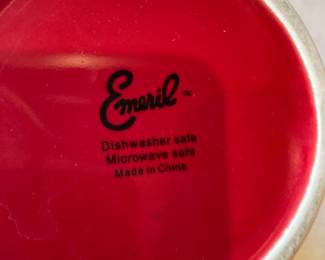 Emeril™
Dishwasher safe
Microwave safe
Made in China